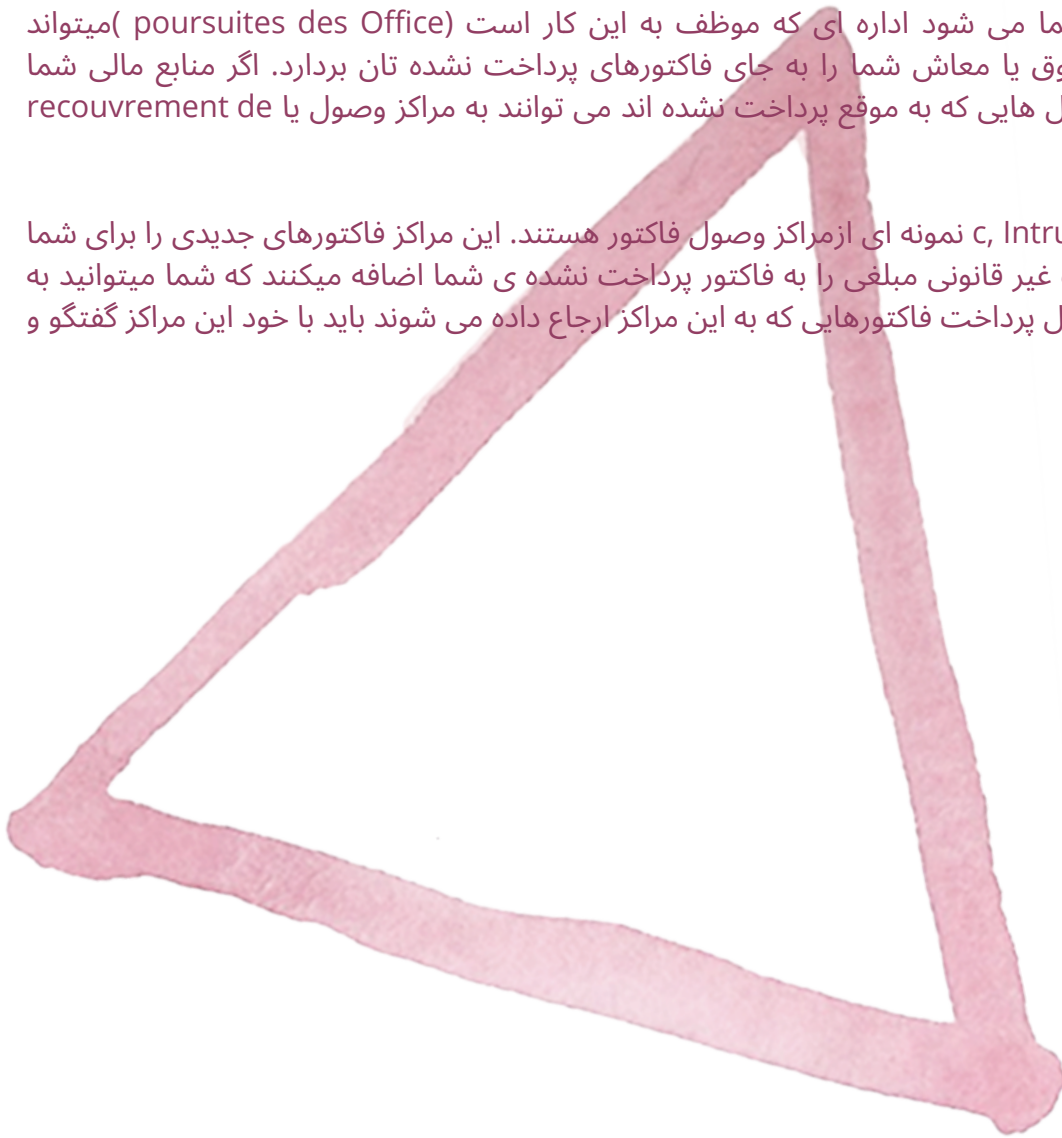 ما می شود اداره ای که موظف به این کار است (poursuites des Office )میتواند
وق یا معاش شما را به جای فاکتورهای پرداخت نشده تان بردارد. اگر منابع مالی شما
ل هایی که به موقع پرداخت نشده اند می توانند به مراکز وصول یا recouvrement de
c, Intru نمونه ای ازمراکز وصول فاکتور هستند. این مراکز فاکتورهای جدیدی را برای شما
غیر قانونی مبلغی را به فاکتور پرداخت نشده ی شما اضافه میکنند که شما میتوانید به
ل پرداخت فاکتورهایی که به این مراکز ارجاع داده می شوند باید با خود این مراکز گفتگو و